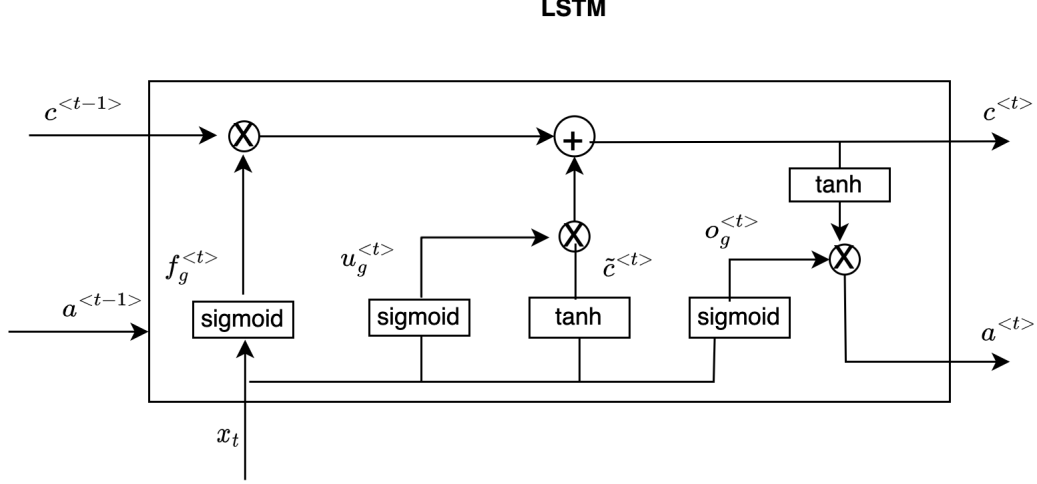 LSTM
c^{<t-1>}
c^{<t>}
X
+
tanh
f_g^{<t>}
u_g^{<t>}
X
c̃^{<t>}
o_g^{<t>}
X
a^{<t-1>}
sigmoid
sigmoid
tanh
sigmoid
a^{<t>}
x_t